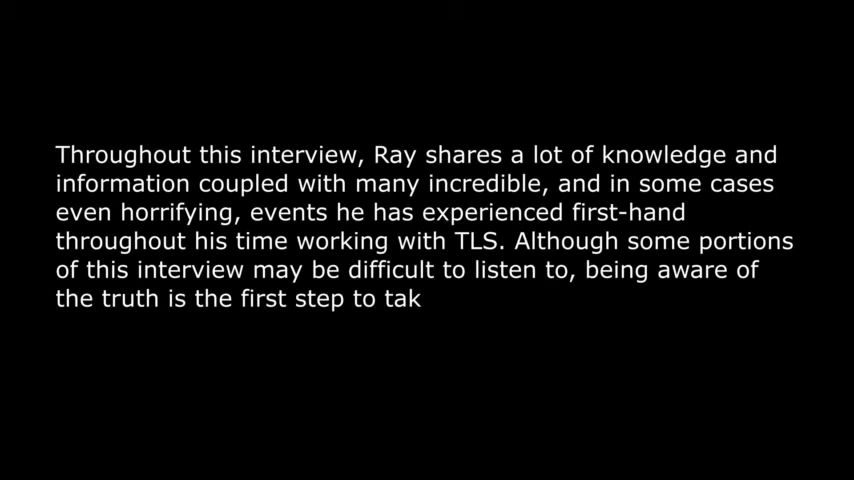 Throughout this interview, Ray shares a lot of knowledge and
information coupled with many incredible, and in some cases
even horrifying, events he has experienced first-hand
throughout his time working with TLS. Although some portions
of this interview may be difficult to listen to, being aware of
the truth is the first step to tak